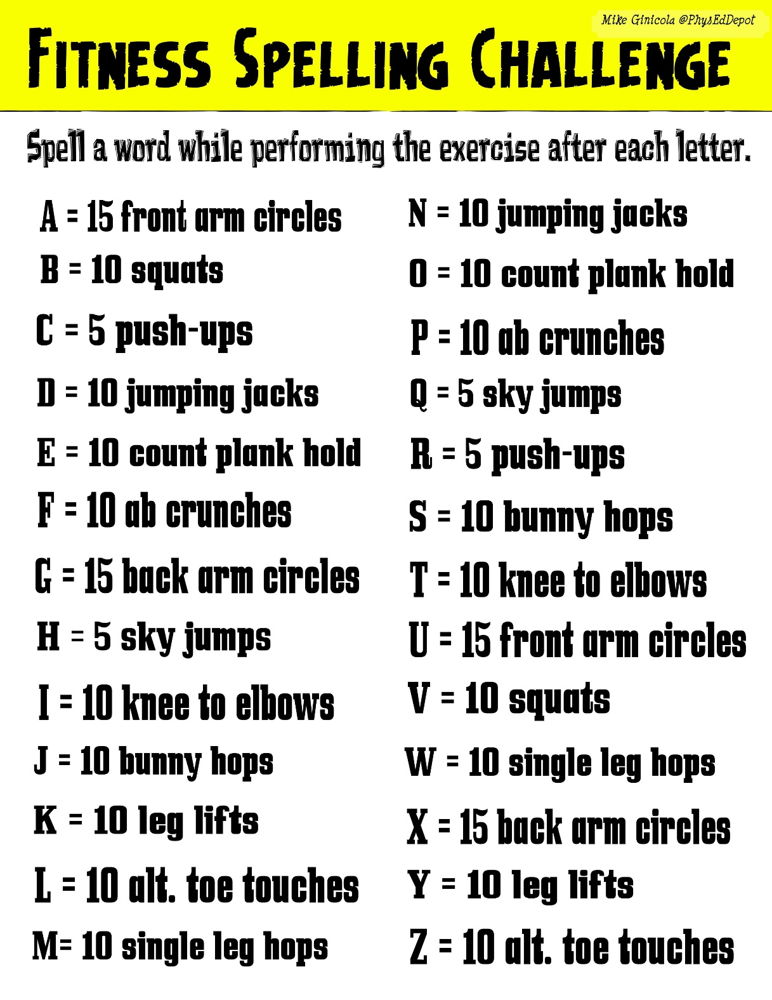 Mike Ginicola @PhysEdDepot
Fitness Spelling Challenge
Spell a word while performing the exercise after each letter.
A = 15 front arm circles
B = 10 squats
C = 5 push-ups
D = 10 jumping jacks
E = 10 count plank hold
F = 10 ab crunches
G = 15 back arm circles
H = 5 sky jumps
I = 10 knee to elbows
J = 10 bunny hops
K = 10 leg lifts
L = 10 alt. toe touches
M= 10 single leg hops
N = 10 jumping jacks
O = 10 count plank hold
P = 10 ab crunches
Q = 5 sky jumps
R = 5 push-ups
S = 10 bunny hops
T = 10 knee to elbows
U = 15 front arm circles
V = 10 squats
W = 10 single leg hops
X = 15 back arm circles
Y = 10 leg lifts
Z = 10 alt. toe touches